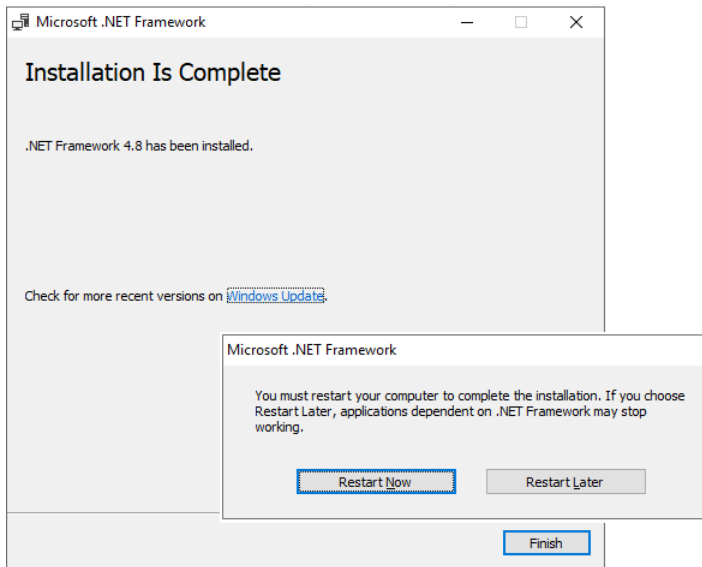 Microsoft .NET Framework
Installation Is Complete
.NET Framework 4.8 has been installed.
Check for more recent versions on Windows Update.
Microsoft .NET Framework
You must restart your computer to complete the installation. If you choose
Restart Later, applications dependent on .NET Framework may stop
working.
Restart Now
Restart Later
Finish